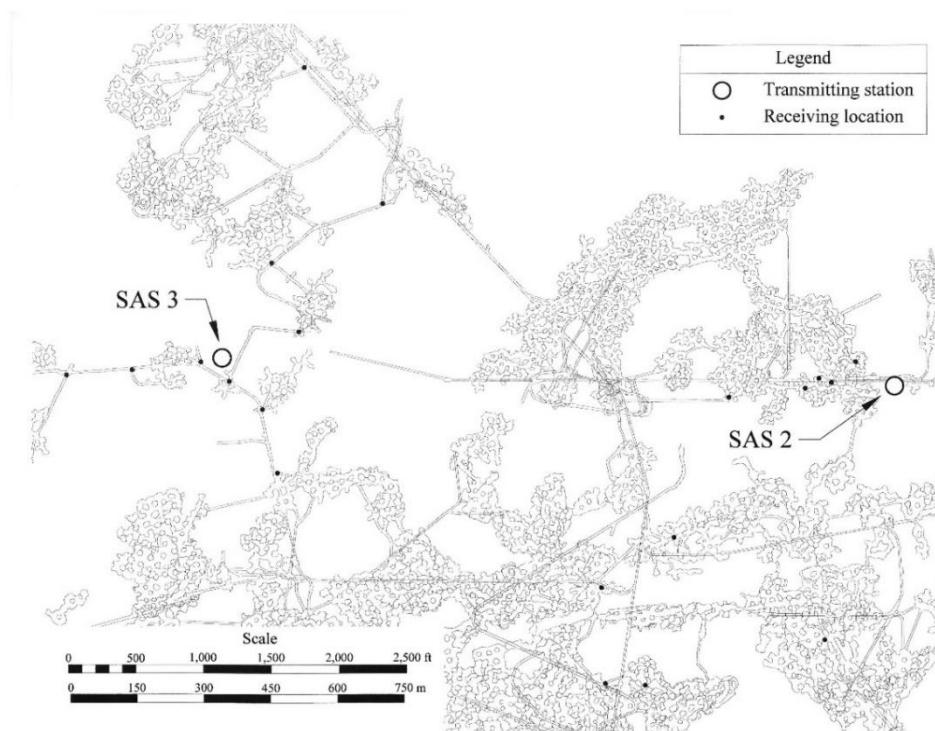 Legend
Transmitting station
Receiving location
SAS 3
SAS 2
Scale
0 500 1,000 1,500 2,000 2,500 ft
0 150 300 450 600 750 m